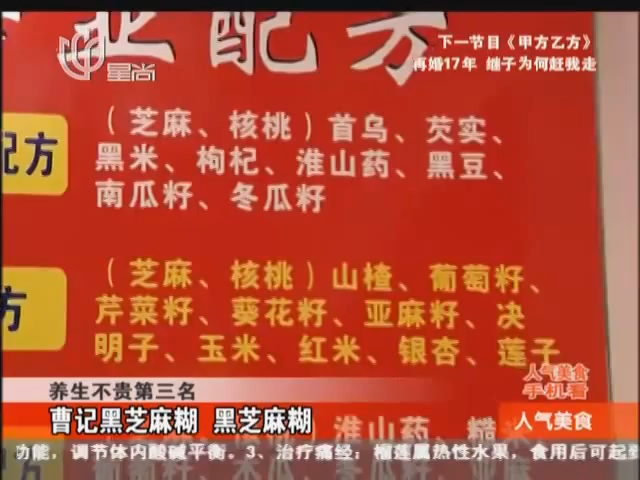 业配方
下一节目《甲方乙方》
再婚17年 继子为何赶我走
星尚
配方
（芝麻、核桃）首乌、芡实、
黑米、枸杞、淮山药、黑豆、
南瓜籽、冬瓜籽
方
（芝麻、核桃）山楂、葡萄籽、
芹菜籽、葵花籽、亚麻籽、决
明子、玉米、红米、银杏、莲子
人气美食
手机看
养生不贵第三名
曹记黑芝麻糊 黑芝麻糊
人气美食
淮山药、糙
功能，调节体内酸碱平衡。3、治疗痛经：榴莲属热性水果，食用后可起到